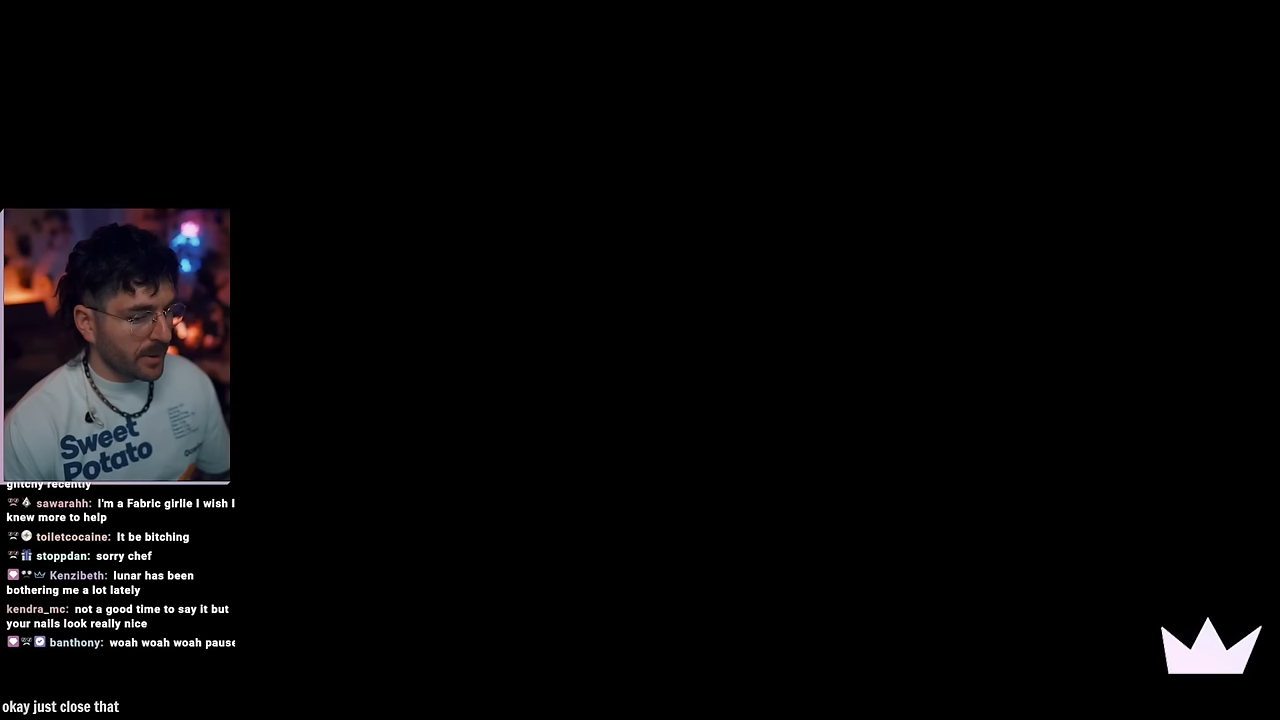 Sweet
Potato
glitchy recently
sawarahh: I'm a Fabric girlie I wish I
knew more to help
toiletcocaine: It be bitching
stoppdan: sorry chef
Kenzibeth: lunar has been
bothering me a lot lately
kendra_mc: not a good time to say it but
your nails look really nice
banthony: woah woah woah pause
okay just close that